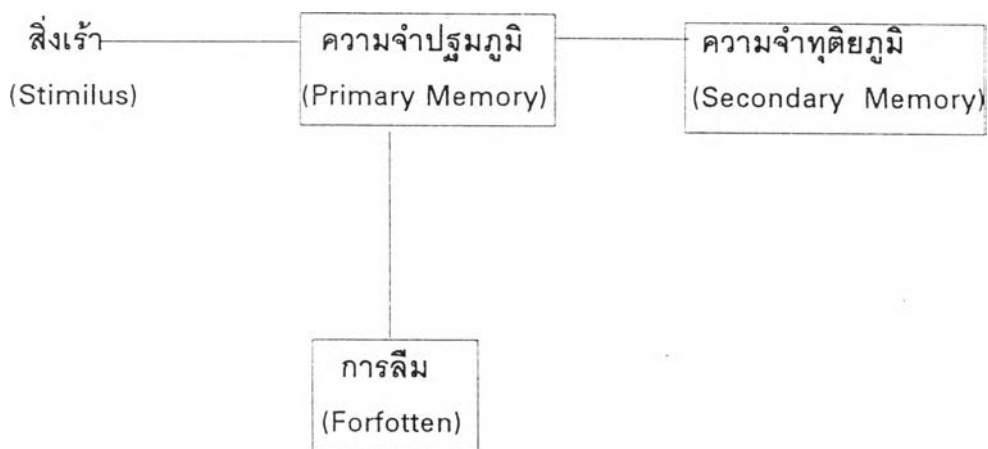 สิ่งเร้า
(Stimilus)
ความจำปฐมภูมิ
(Primary Memory)
ความจำทุติยภูมิ
(Secondary Memory)
การลืม
(Forfotten)